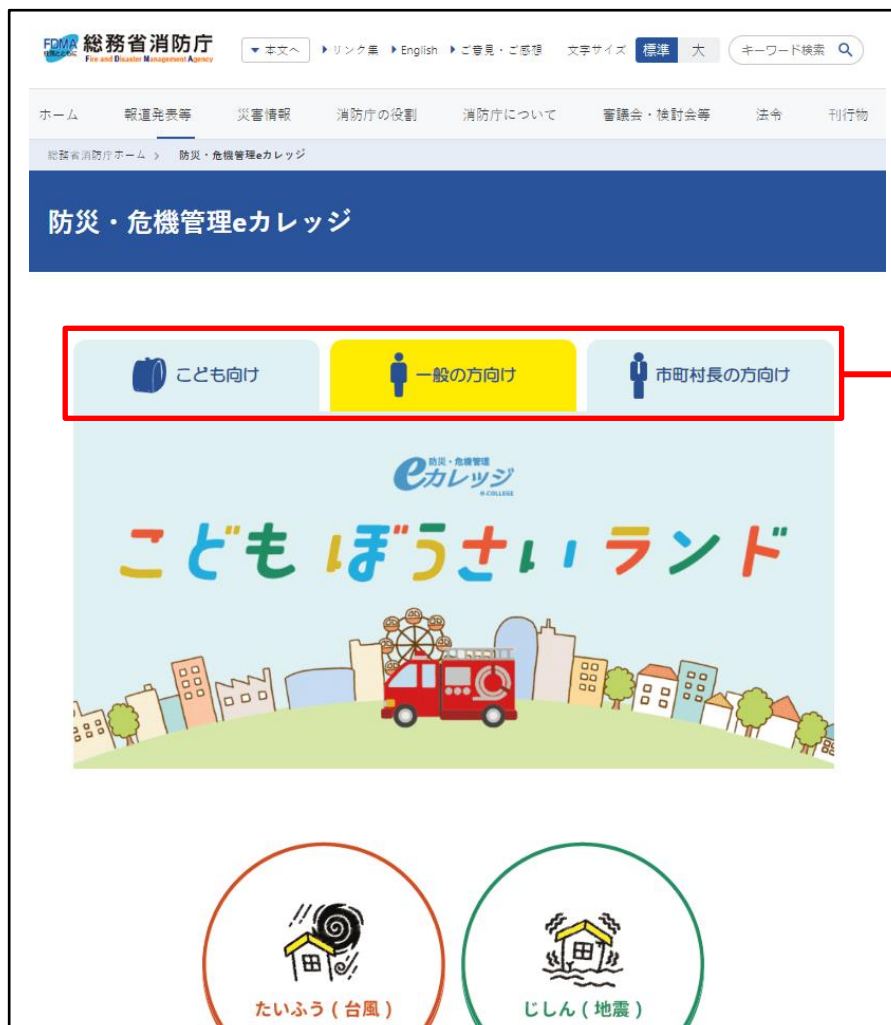 FDMA 総務省消防庁
住民とともに Fire and Disaster Management Agency
本文へ リンク集 English ご意見・ご感想 文字サイズ 標準 大 キーワード検索
ホーム 報道発表等 災害情報 消防庁の役割 消防庁について 審議会・検討会等 法令 刊行物
総務省消防庁ホーム > 防災・危機管理eカレッジ
防災・危機管理eカレッジ
こども向け 一般の方向け 市町村長の方向け
防災・危機管理
eカレッジ
e-COLLEGE
こどもぼうさいランド
たいふう(台風) じしん(地震)